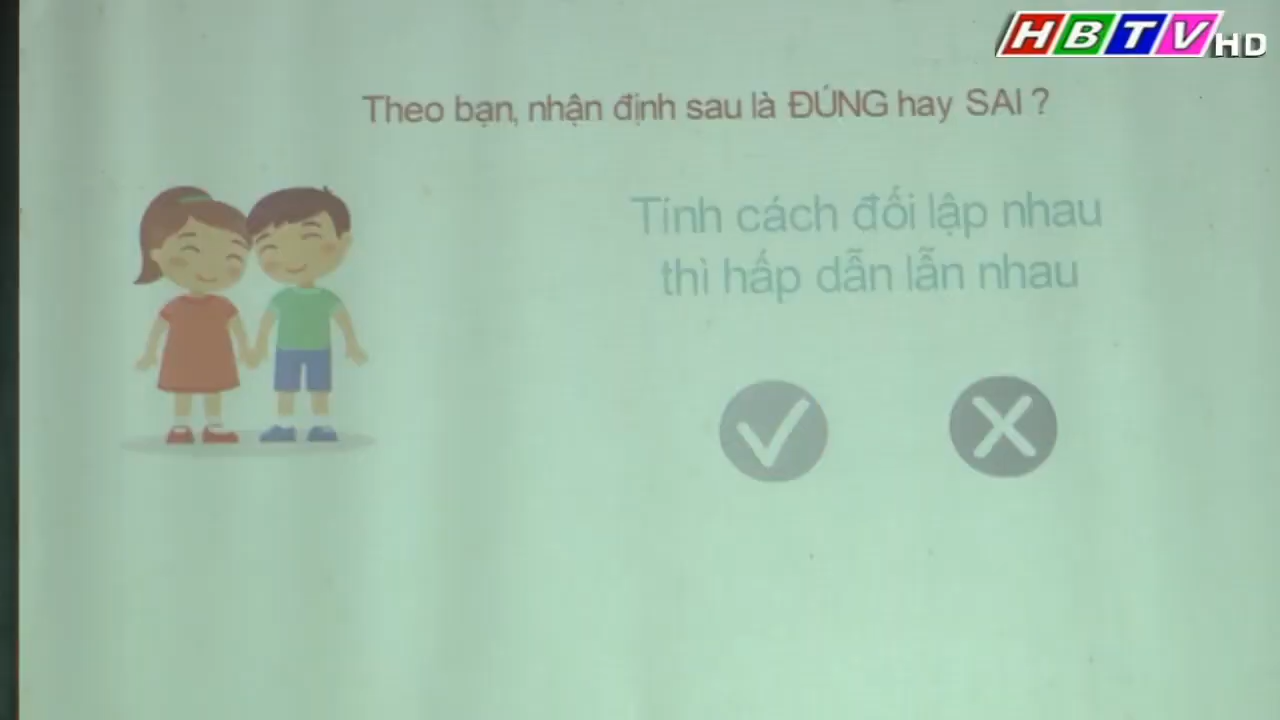 HBTV HD
Theo bạn, nhận định sau là ĐÚNG hay SAI ?
Tính cách đối lập nhau
thì hấp dẫn lẫn nhau